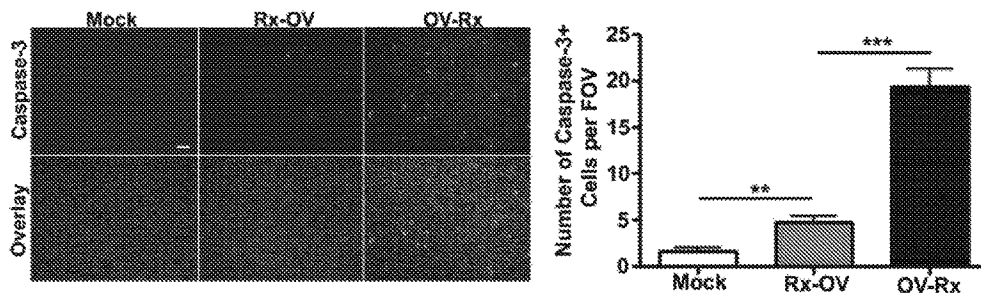 Mock Rx-OV OV-Rx
Caspase-3
Overlay
Number of Caspase-3+
Cells per FOV
25
20
15
10
5
0
**
***
Mock Rx-OV OV-Rx